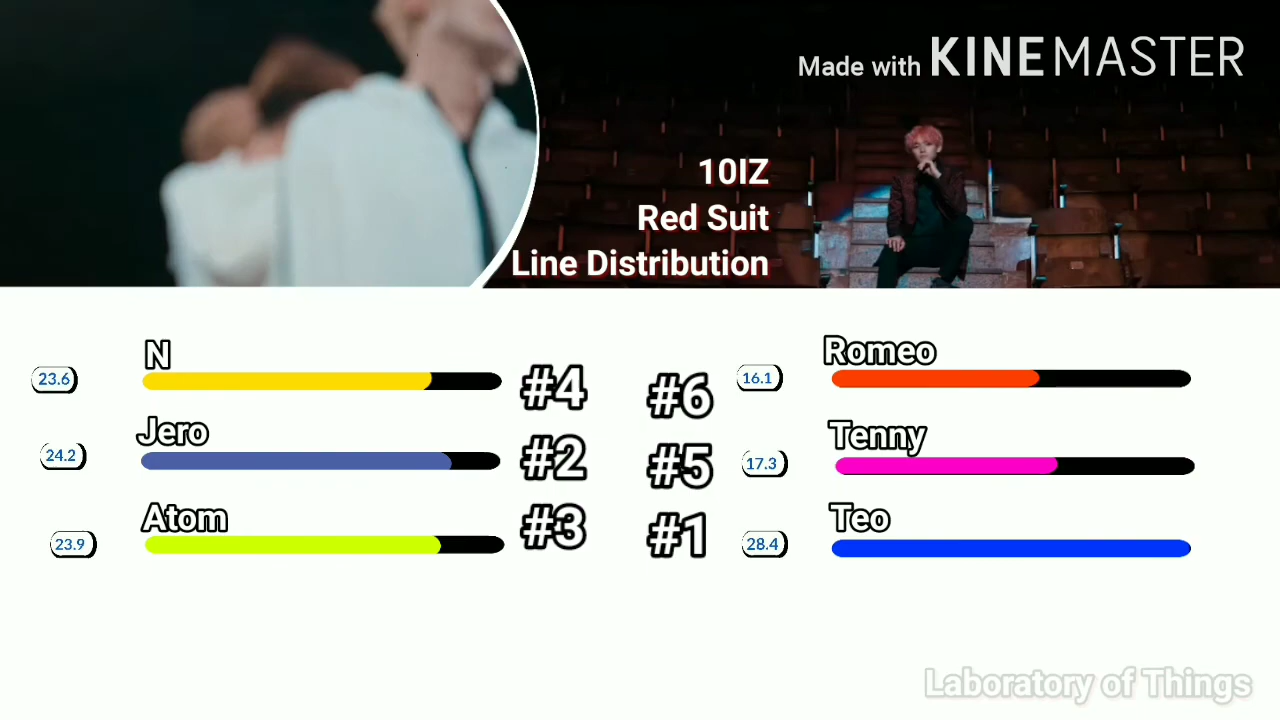 Made with KINEMASTER
10IZ
Red Suit
Line Distribution
N
23.6
#4
Jero
24.2
#2
Atom
23.9
#3
Romeo
#6
16.1
Tenny
#5
17.3
Teo
#1
28.4
Laboratory of Things